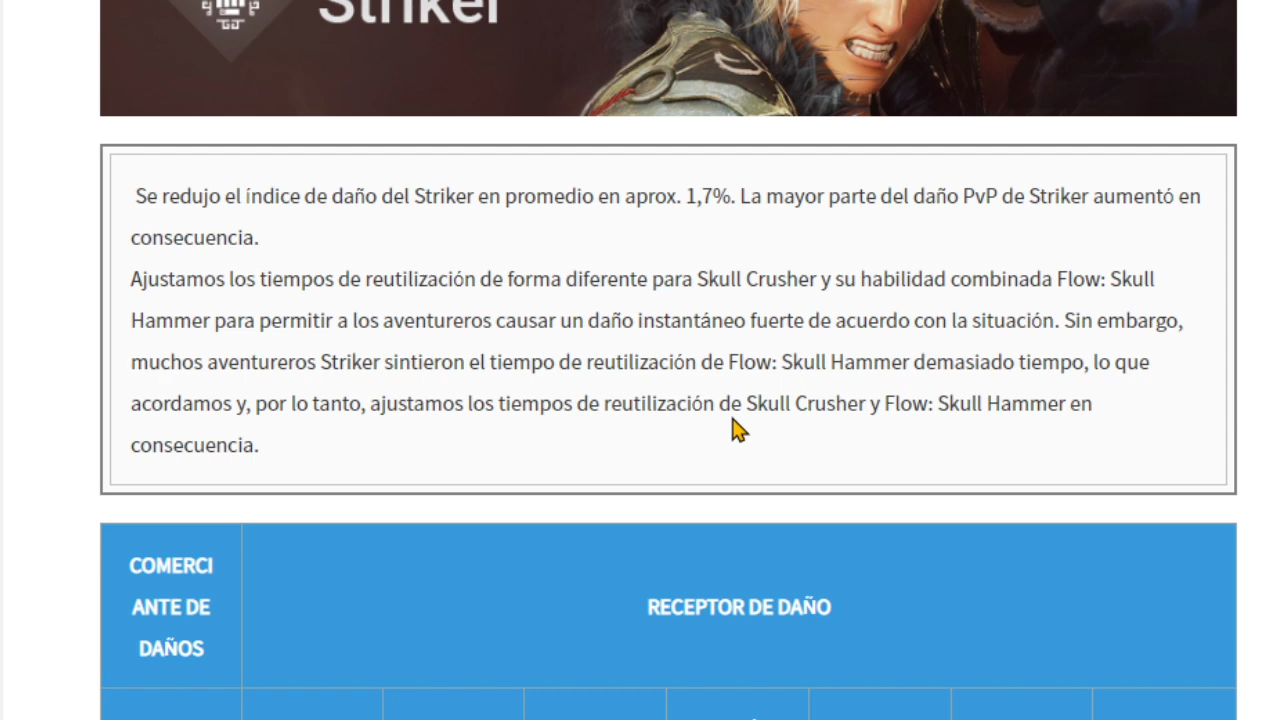 Striker
Se redujo el índice de daño del Striker en promedio en aprox. 1,7%. La mayor parte del daño PvP de Striker aumentó en
consecuencia.
Ajustamos los tiempos de reutilización de forma diferente para Skull Crusher y su habilidad combinada Flow: Skull
Hammer para permitir a los aventureros causar un daño instantáneo fuerte de acuerdo con la situación. Sin embargo,
muchos aventureros Striker sintieron el tiempo de reutilización de Flow: Skull Hammer demasiado tiempo, lo que
acordamos y, por lo tanto, ajustamos los tiempos de reutilización de Skull Crusher y Flow: Skull Hammer en
consecuencia.
COMERCI
ANTE DE
DAÑOS
RECEPTOR DE DAÑO